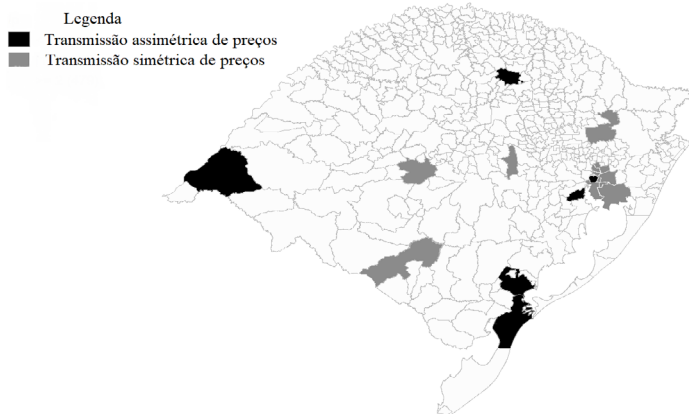 Legenda
Transmissão assimétrica de preços
Transmissão simétrica de preços